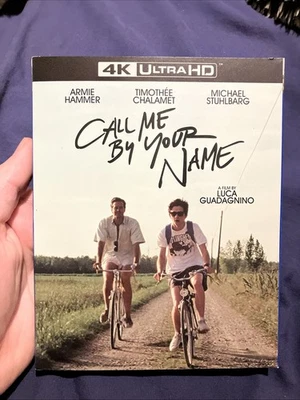 4K ULTRA HD
ARMIE HAMMER
TIMOTHÉE CHALAMET
MICHAEL STUHLBARG
CALL ME
BY YOUR
NAME
A FILM BY
LUCA
GUADAGNINO